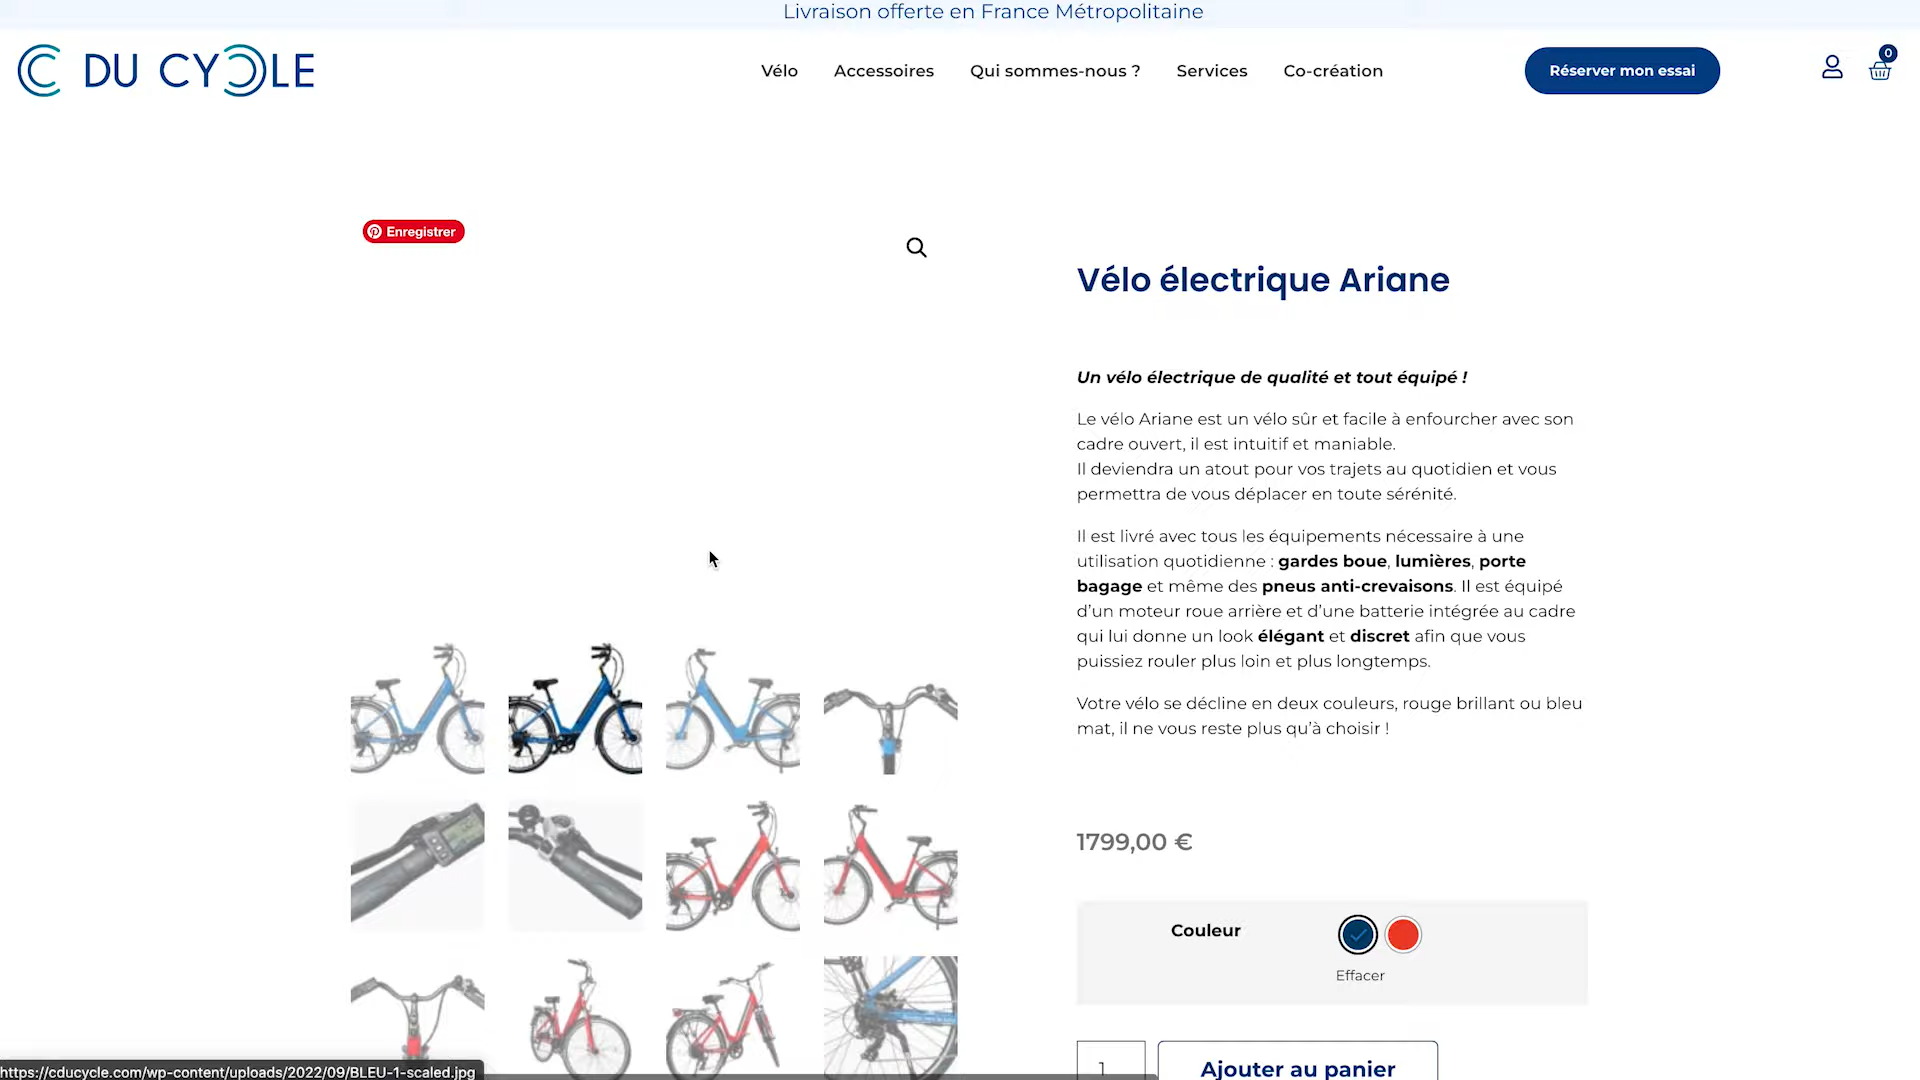 Livraison offerte en France Métropolitaine
C DU CYCLE
Vélo
Accessoires
Qui sommes-nous ?
Services
Co-création
Réserver mon essai
0
Enregistrer
Vélo électrique Ariane
Un vélo électrique de qualité et tout équipé !
Le vélo Ariane est un vélo sûr et facile à enfourcher avec son
cadre ouvert, il est intuitif et maniable.
Il deviendra un atout pour vos trajets au quotidien et vous
permettra de vous déplacer en toute sérénité.
Il est livré avec tous les équipements nécessaire à une
utilisation quotidienne : gardes boue, lumières, porte
bagage et même des pneus anti-crevaisons. Il est équipé
d’un moteur roue arrière et d’une batterie intégrée au cadre
qui lui donne un look élégant et discret afin que vous
puissiez rouler plus loin et plus longtemps.
Votre vélo se décline en deux couleurs, rouge brillant ou bleu
mat, il ne vous reste plus qu’à choisir !
1799,00 €
Couleur
Effacer
1
Ajouter au panier
https://cducycle.com/wp-content/uploads/2022/09/BLEU-1-scaled.jpg